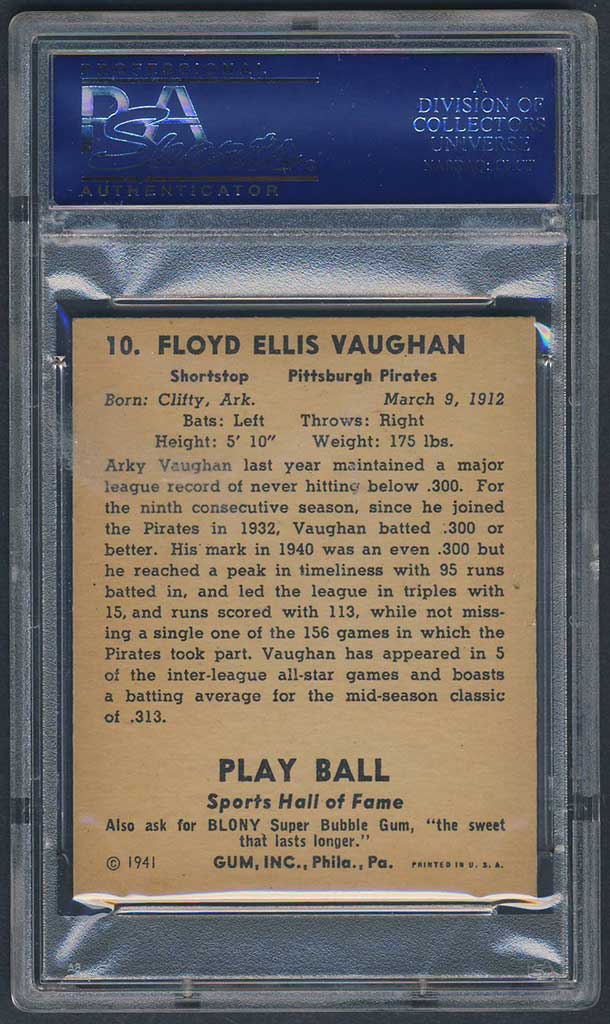 PROFESSIONAL
PSA
Sports
AUTHENTICATOR
A
DIVISION OF
COLLECTORS
UNIVERSE
NASDAQ: CLCT
10. FLOYD ELLIS VAUGHAN
Shortstop Pittsburgh Pirates
Born: Clifty, Ark. March 9, 1912
Bats: Left Throws: Right
Height: 5' 10" Weight: 175 lbs.
Arky Vaughan last year maintained a major
league record of never hitting below .300. For
the ninth consecutive season, since he joined
the Pirates in 1932, Vaughan batted .300 or
better. His mark in 1940 was an even .300 but
he reached a peak in timeliness with 95 runs
batted in, and led the league in triples with
15, and runs scored with 113, while not miss-
ing a single one of the 156 games in which the
Pirates took part. Vaughan has appeared in 5
of the inter-league all-star games and boasts
a batting average for the mid-season classic
of .313.
PLAY BALL
Sports Hall of Fame
Also ask for BLONY Super Bubble Gum, "the sweet
that lasts longer."
© 1941 GUM, INC., Phila., Pa. PRINTED IN U. S. A.